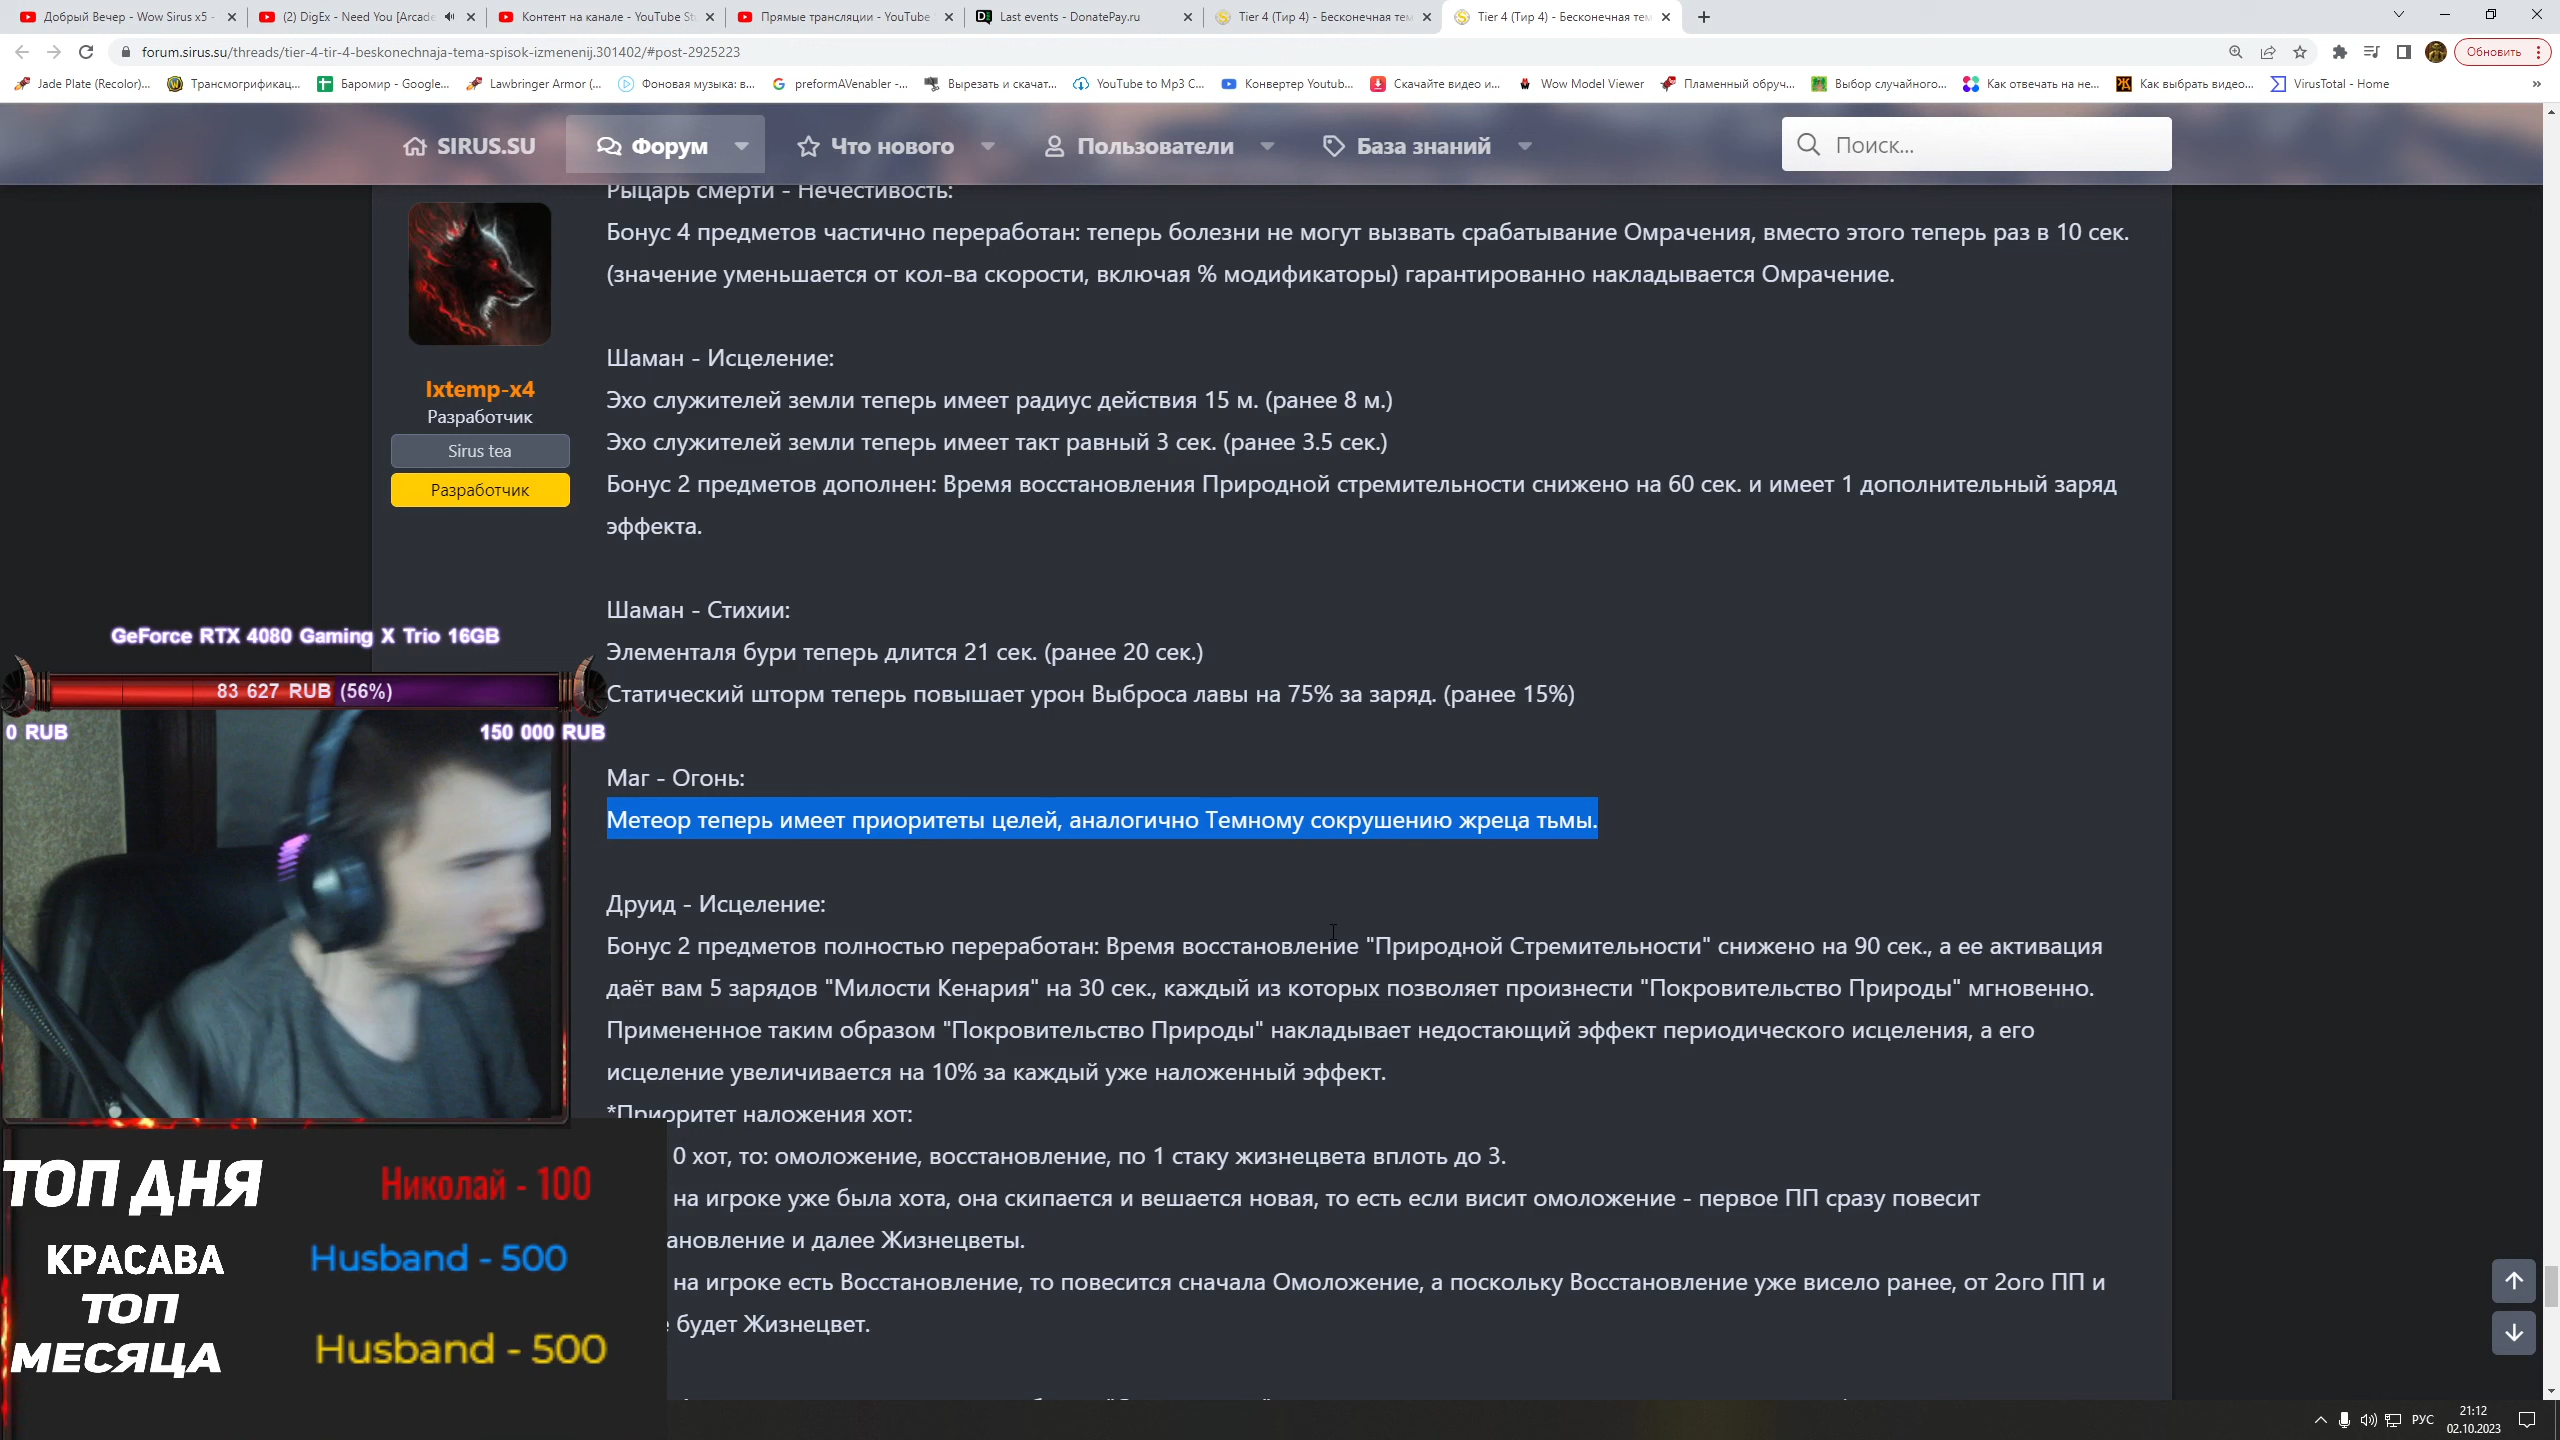 Добрый Вечер - Wow Sirus x5 -
(2) DigEx - Need You [Arcade
Контент на канале - YouTube St
Прямые трансляции - YouTube
Last events - DonatePay.ru
Tier 4 (Тир 4) - Бесконечная тем
Tier 4 (Тир 4) - Бесконечная тем
forum.sirus.su/threads/tier-4-tir-4-beskonechnaja-tema-spisok-izmenenij.301402/#post-2925223
Обновить
Jade Plate (Recolor)...
Трансмогрификац...
Баромир - Google...
Lawbringer Armor (...
Фоновая музыка: в...
preformAVenabler -...
Вырезать и скачат...
YouTube to Mp3 C...
Конвертер Youtub...
Скачайте видео и...
Wow Model Viewer
Пламенный обруч...
Выбор случайного...
Как отвечать на не...
Как выбрать видео...
VirusTotal - Home
SIRUS.SU
Форум
Что нового
Пользователи
База знаний
Поиск...
Ixtemp-x4
Разработчик
Sirus tea
Разработчик
Рыцарь смерти - Нечестивость:
Бонус 4 предметов частично переработан: теперь болезни не могут вызвать срабатывание Омрачения, вместо этого теперь раз в 10 сек.
(значение уменьшается от кол-ва скорости, включая % модификаторы) гарантированно накладывается Омрачение.
Шаман - Исцеление:
Эхо служителей земли теперь имеет радиус действия 15 м. (ранее 8 м.)
Эхо служителей земли теперь имеет такт равный 3 сек. (ранее 3.5 сек.)
Бонус 2 предметов дополнен: Время восстановления Природной стремительности снижено на 60 сек. и имеет 1 дополнительный заряд
эффекта.
Шаман - Стихии:
Элементаля бури теперь длится 21 сек. (ранее 20 сек.)
Статический шторм теперь повышает урон Выброса лавы на 75% за заряд. (ранее 15%)
Маг - Огонь:
Метеор теперь имеет приоритеты целей, аналогично Темному сокрушению жреца тьмы.
Друид - Исцеление:
Бонус 2 предметов полностью переработан: Время восстановление "Природной Стремительности" снижено на 90 сек., а ее активация
даёт вам 5 зарядов "Милости Кенария" на 30 сек., каждый из которых позволяет произнести "Покровительство Природы" мгновенно.
Примененное таким образом "Покровительство Природы" накладывает недостающий эффект периодического исцеления, а его
исцеление увеличивается на 10% за каждый уже наложенный эффект.
*Приоритет наложения хот:
0 хот, то: омоложение, восстановление, по 1 стаку жизнецвета вплоть до 3.
на игроке уже была хота, она скипается и вешается новая, то есть если висит омоложение - первое ПП сразу повесит
ановление и далее Жизнецветы.
на игроке есть Восстановление, то повесится сначала Омоложение, а поскольку Восстановление уже висело ранее, от 2ого ПП и
будет Жизнецвет.
GeForce RTX 4080 Gaming X Trio 16GB
83 627 RUB (56%)
0 RUB
150 000 RUB
ТОП ДНЯ
Николай - 100
КРАСАВА
Husband - 500
ТОП
МЕСЯЦА
Husband - 500
РУС
21:12
02.10.2023